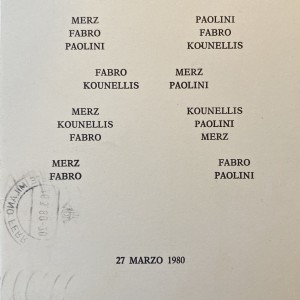 MERZ PAOLINI
FABRO FABRO
PAOLINI KOUNELLIS
FABRO MERZ
KOUNELLIS PAOLINI
MERZ KOUNELLIS
KOUNELLIS PAOLINI
FABRO MERZ
MERZ FABRO
FABRO PAOLINI
MILANO
27 MARZO 1980